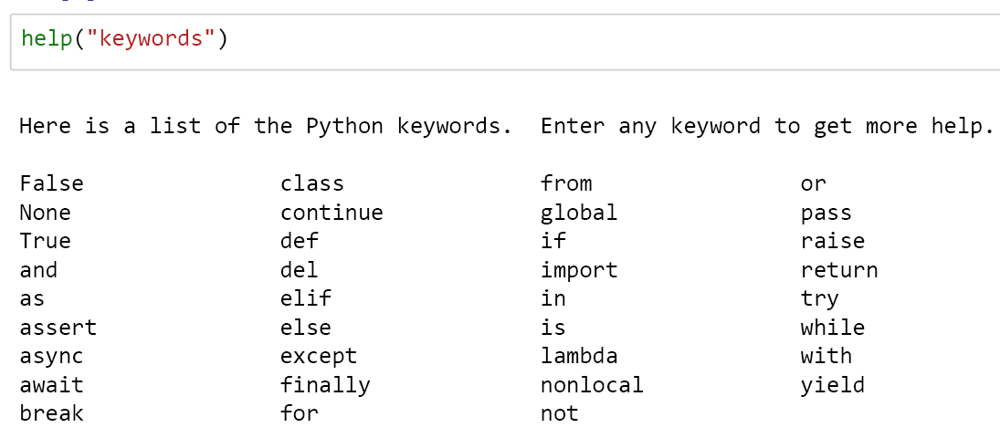 help("keywords")
Here is a list of the Python keywords.  Enter any keyword to get more help.
False               class               from                or
None                continue            global              pass
True                def                 if                  raise
and                 del                 import              return
as                  elif                in                  try
assert              else                is                  while
async               except              lambda              with
await               finally             nonlocal            yield
break               for                 not